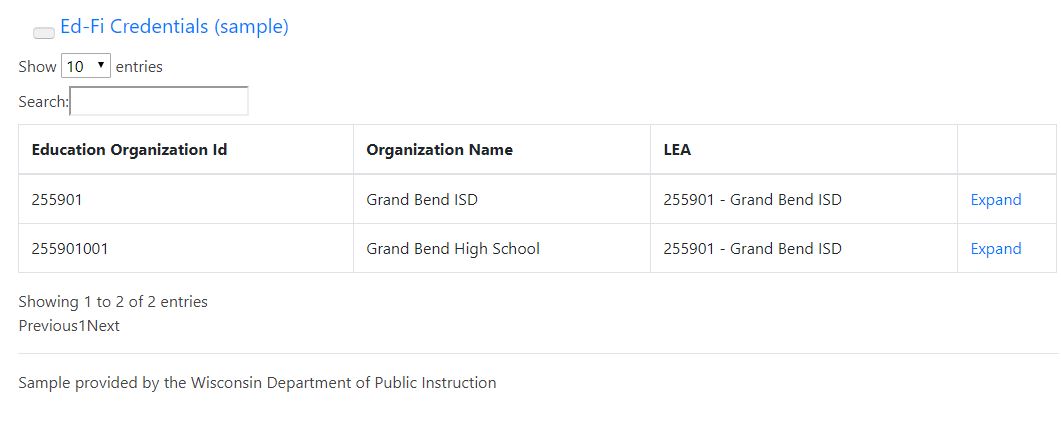 Ed-Fi Credentials (sample)
Show 10 entries
Search:
Education Organization Id Organization Name LEA
255901 Grand Bend ISD 255901 - Grand Bend ISD Expand
255901001 Grand Bend High School 255901 - Grand Bend ISD Expand
Showing 1 to 2 of 2 entries
Previous1Next
Sample provided by the Wisconsin Department of Public Instruction